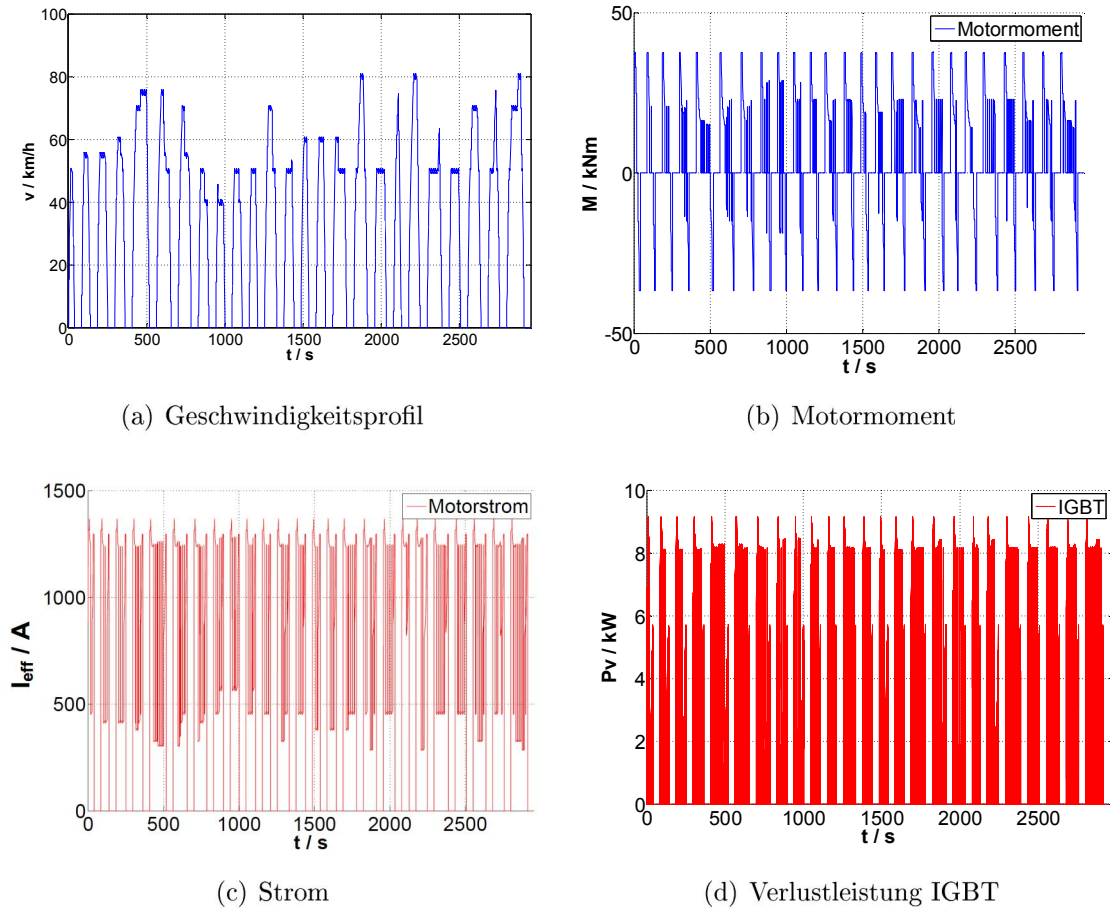 100
80
60
40
20
0
v / km/h
0 500 1000 1500 2000 2500
t / s
(a) Geschwindigkeitsprofil
50
0
-50
M / kNm
Motormoment
0 500 1000 1500 2000 2500
t / s
(b) Motormoment
1500
1000
500
0
I_eff / A
Motorstrom
0 500 1000 1500 2000 2500
t / s
(c) Strom
10
8
6
4
2
0
Pv / kW
IGBT
0 500 1000 1500 2000 2500
t / s
(d) Verlustleistung IGBT